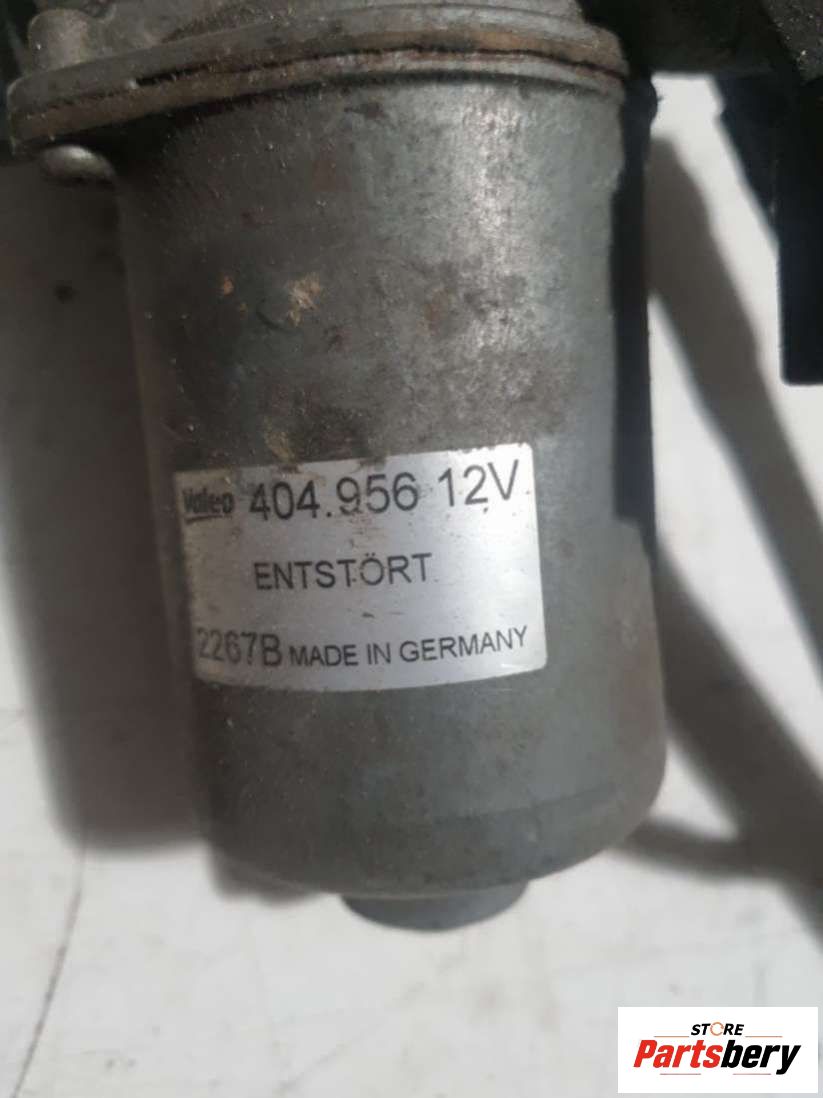 Valeo 404.956 12V
ENTSTÖRT
2267B MADE IN GERMANY
STORE
Partsbery